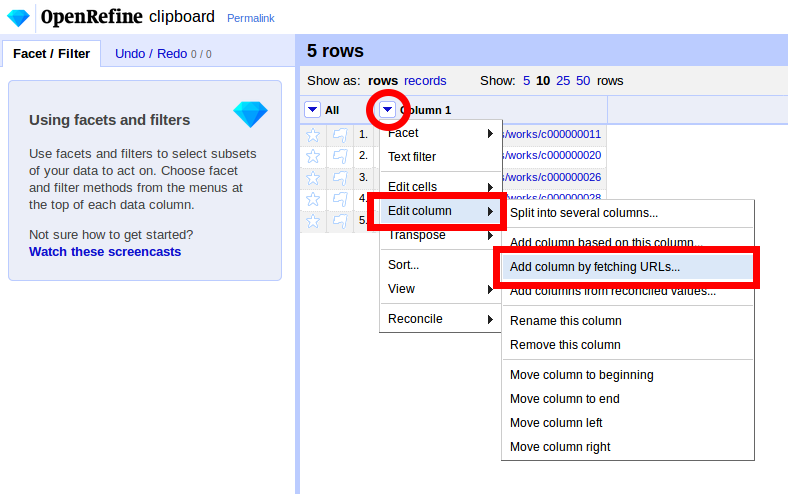 OpenRefine clipboard Permalink
Facet / Filter Undo / Redo 0 / 0
Using facets and filters
Use facets and filters to select subsets
of your data to act on. Choose facet
and filter methods from the menus at
the top of each data column.
Not sure how to get started?
Watch these screencasts
5 rows
Show as: rows records Show: 5 10 25 50 rows
All Column 1
1. s/works/c000000011
2. s/works/c000000020
3. s/works/c000000026
4. s/works/c000000028
5.
Facet
Text filter
Edit cells
Edit column
Transpose
Sort...
View
Reconcile
Split into several columns...
Add column based on this column...
Add column by fetching URLs...
Add columns from reconciled values...
Rename this column
Remove this column
Move column to beginning
Move column to end
Move column left
Move column right